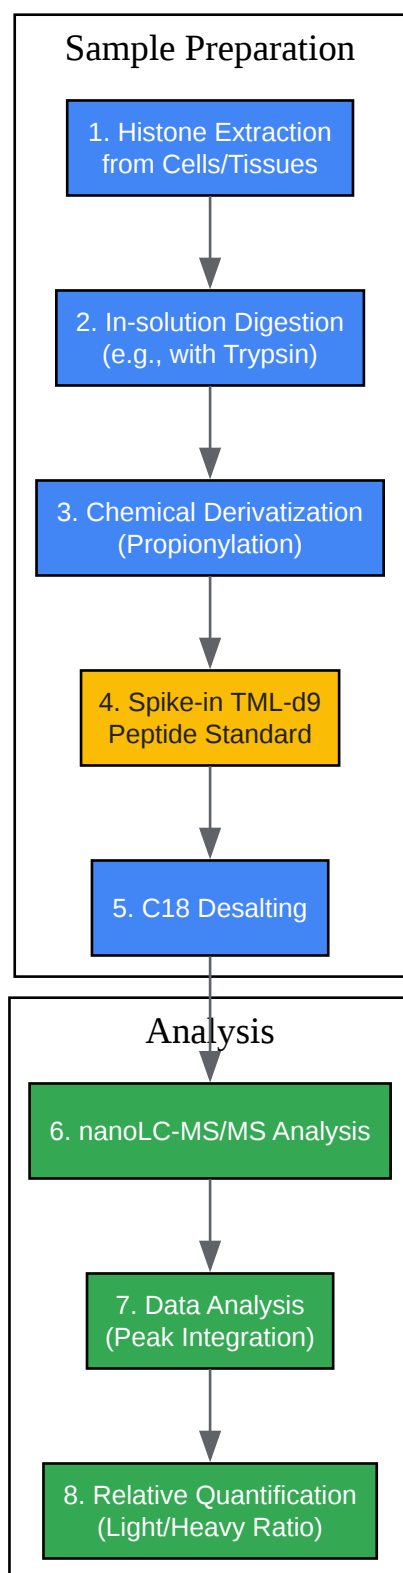 Sample Preparation
1. Histone Extraction
from Cells/Tissues
2. In-solution Digestion
(e.g., with Trypsin)
3. Chemical Derivatization
(Propionylation)
4. Spike-in TML-d9
Peptide Standard
5. C18 Desalting
Analysis
6. nanoLC-MS/MS Analysis
7. Data Analysis
(Peak Integration)
8. Relative Quantification
(Light/Heavy Ratio)